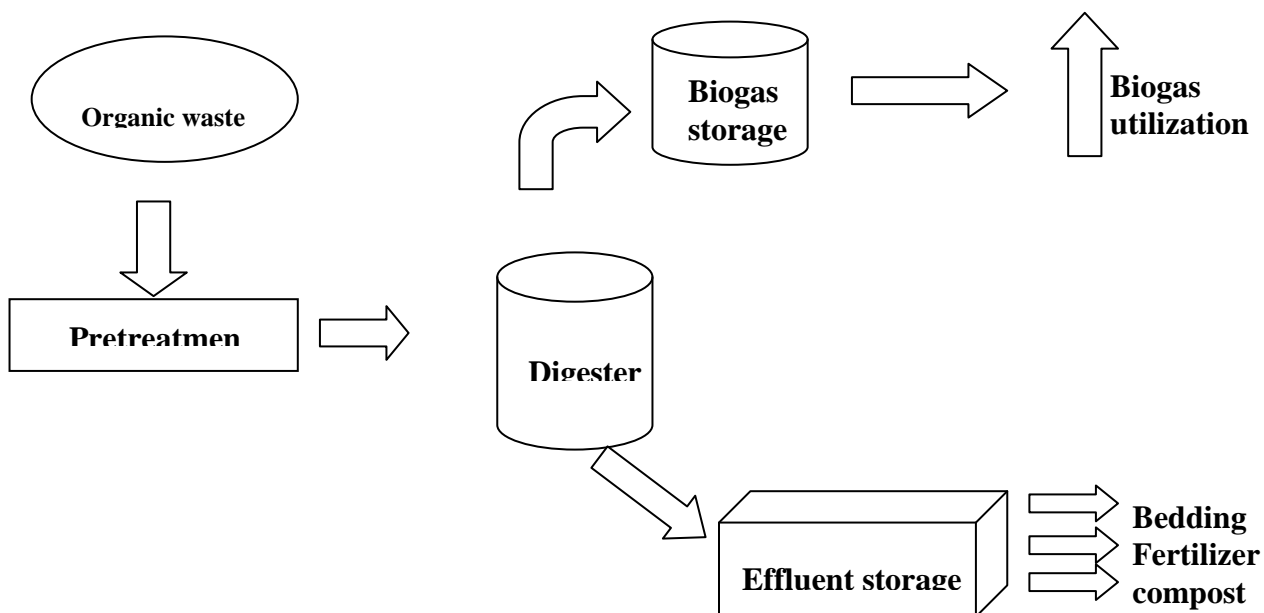 Organic waste
Pretreatmen
Digester
Biogas
storage
Biogas
utilization
Effluent storage
Bedding
Fertilizer
compost